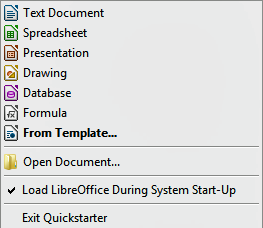 Text Document
Spreadsheet
Presentation
Drawing
Database
Formula
From Template...
Open Document...
Load LibreOffice During System Start-Up
Exit Quickstarter